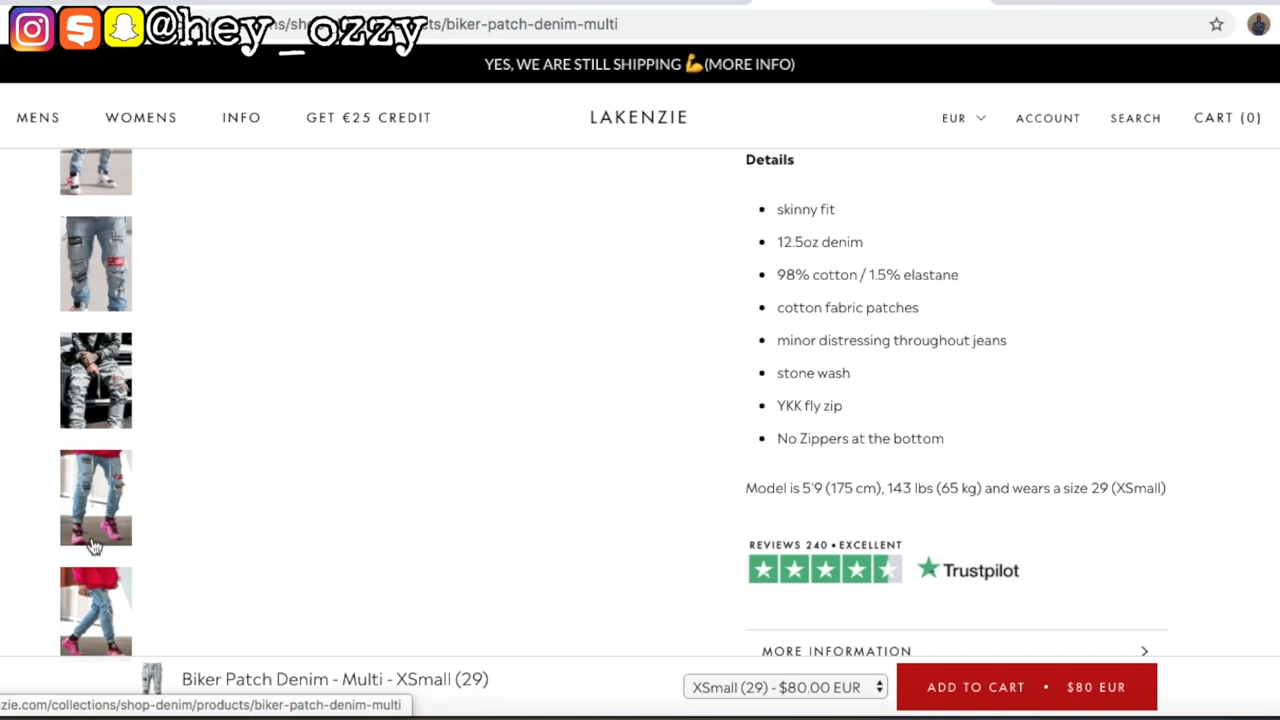 @hey_ozzy
/biker-patch-denim-multi
YES, WE ARE STILL SHIPPING 💪(MORE INFO)
MENS WOMENS INFO GET €25 CREDIT LAKENZIE EUR ACCOUNT SEARCH CART (0)
Details
• skinny fit
• 12.5oz denim
• 98% cotton / 1.5% elastane
• cotton fabric patches
• minor distressing throughout jeans
• stone wash
• YKK fly zip
• No Zippers at the bottom
Model is 5'9 (175 cm), 143 lbs (65 kg) and wears a size 29 (XSmall)
REVIEWS 240 • EXCELLENT
Trustpilot
MORE INFORMATION
Biker Patch Denim - Multi - XSmall (29) XSmall (29) - $80.00 EUR ADD TO CART • $80 EUR
zie.com/collections/shop-denim/products/biker-patch-denim-multi